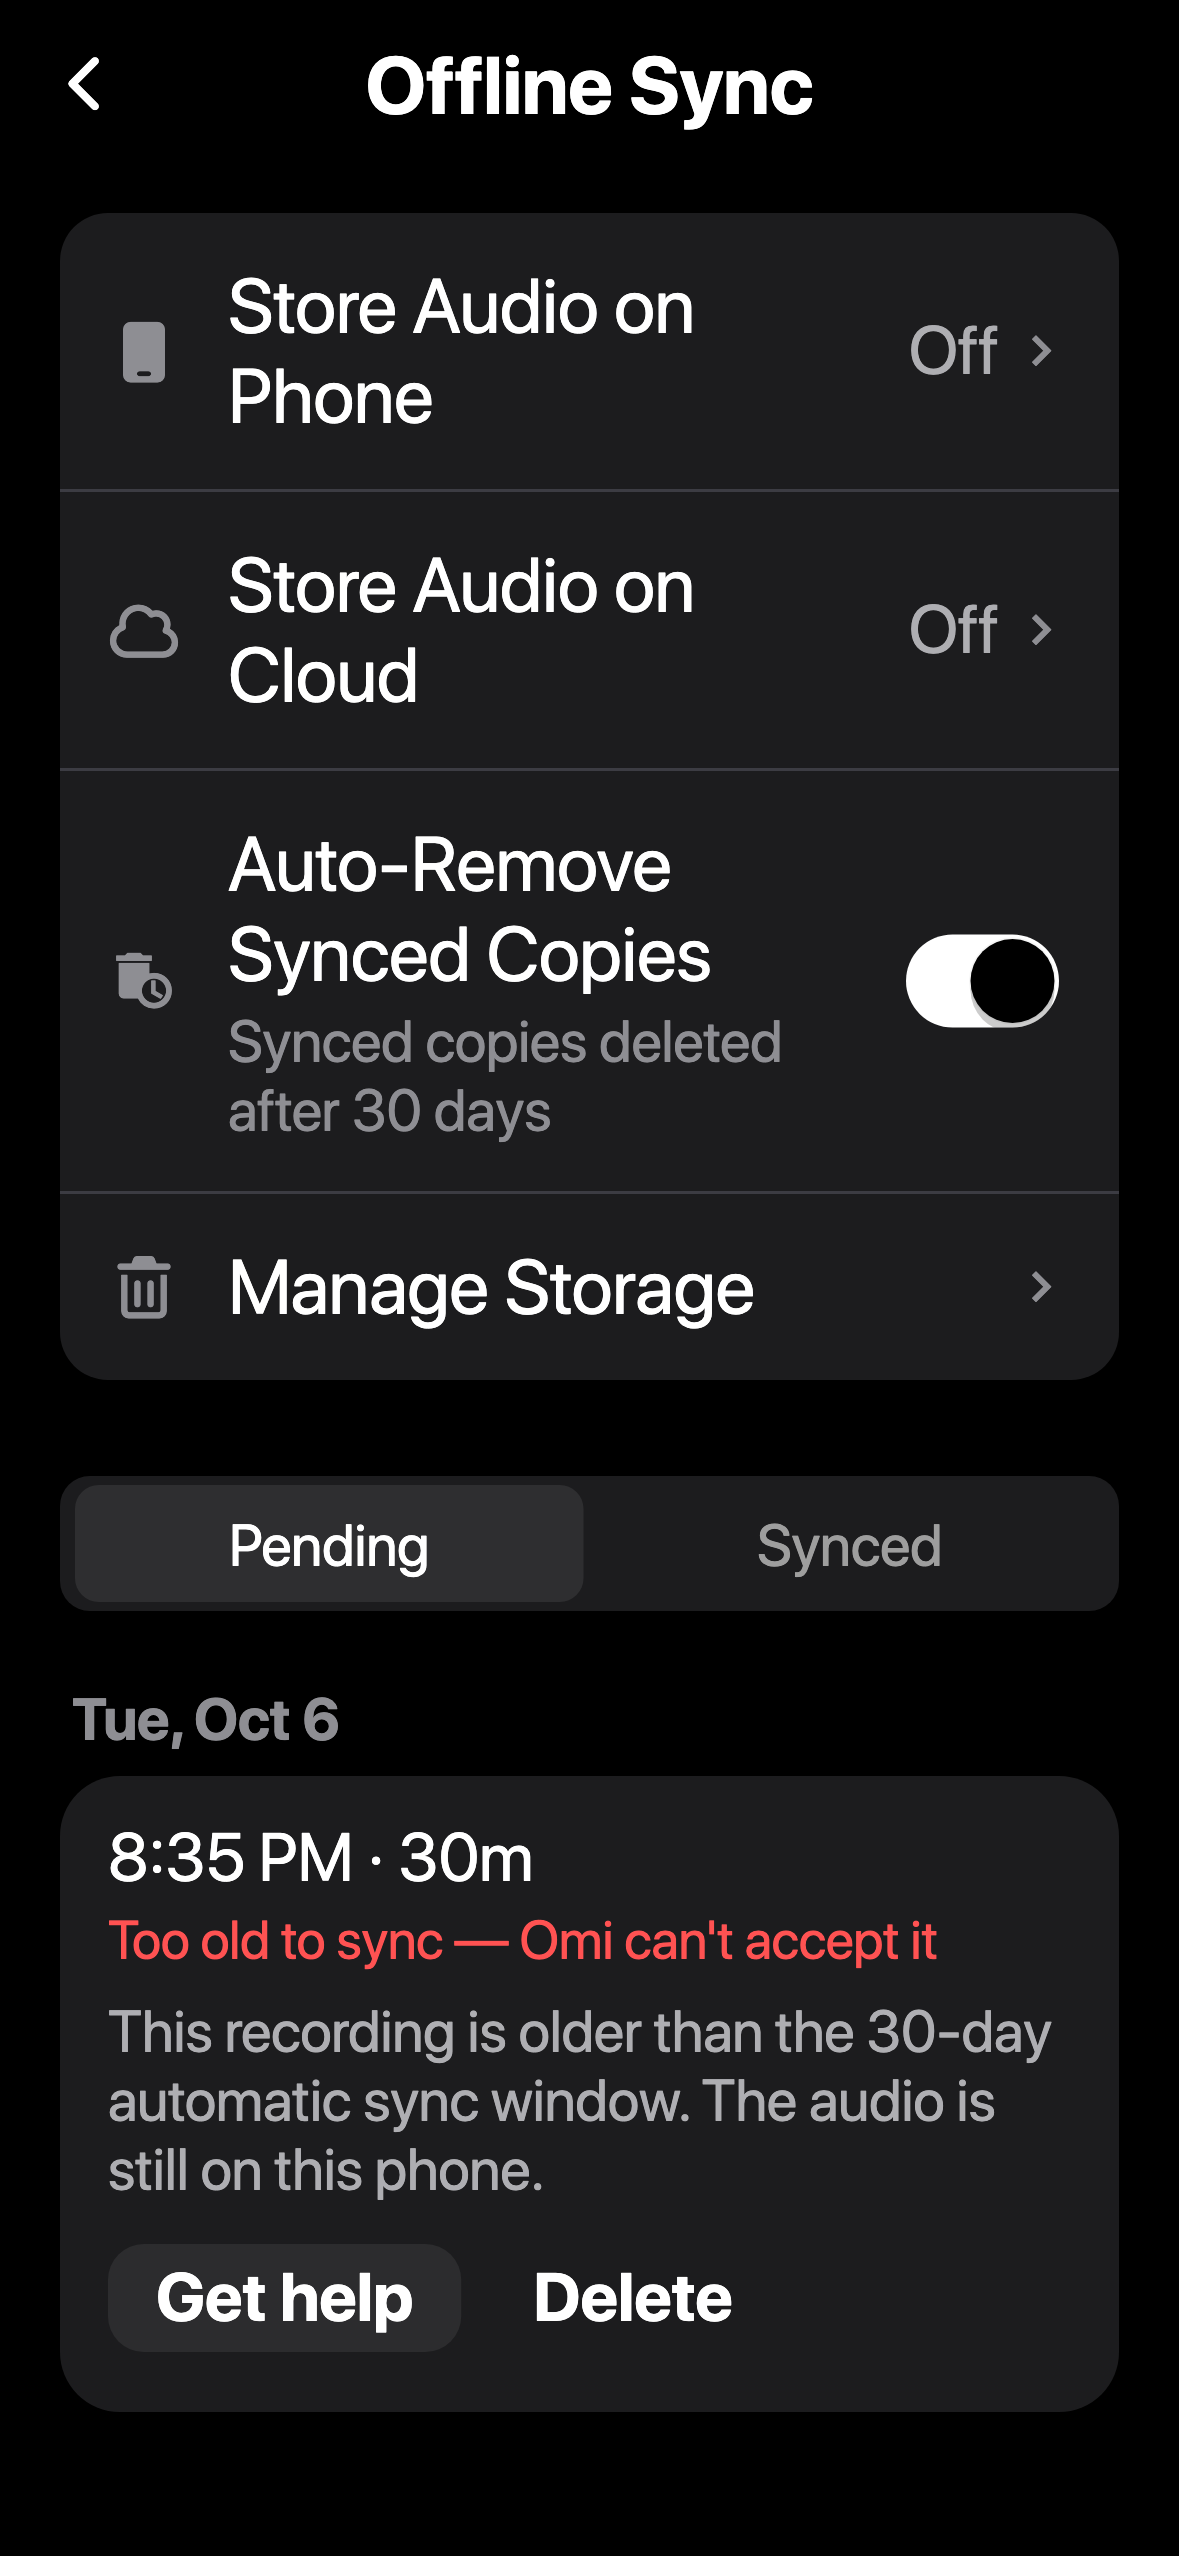 Offline Sync
Store Audio on
Phone
Off
Store Audio on
Cloud
Off
Auto-Remove
Synced Copies
Synced copies deleted
after 30 days
Manage Storage
Pending
Synced
Tue, Oct 6
8:35 PM · 30m
Too old to sync — Omi can't accept it
This recording is older than the 30-day
automatic sync window. The audio is
still on this phone.
Get help
Delete